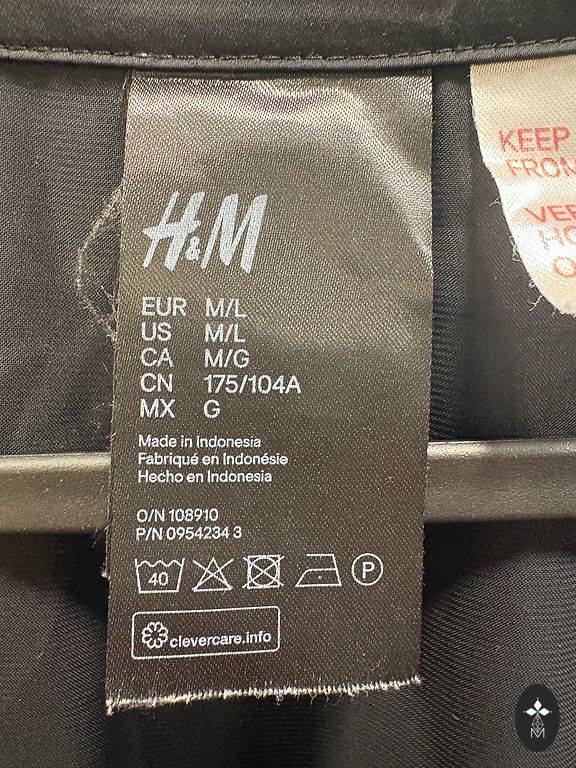 H&M
EUR M/L
US M/L
CA M/G
CN 175/104A
MX G
Made in Indonesia
Fabriqué en Indonésie
Hecho en Indonesia
O/N 108910
P/N 0954234 3
40
P
clevercare.info
KEEP
FROM
M